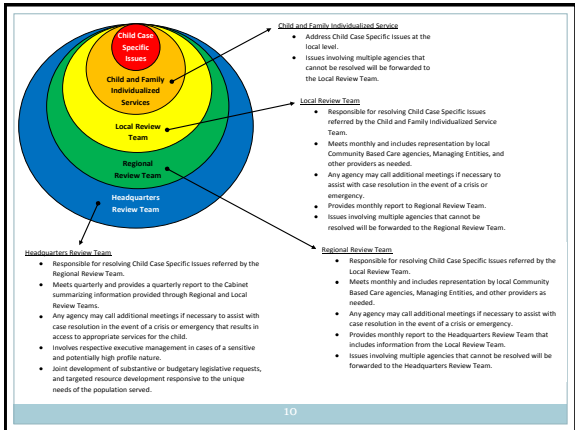 Child Case
Specific
Issues
Child and Family
Individualized
Services
Local Review
Team
Regional
Review Team
Headquarters
Review Team
Child and Family Individualized Service
• Address Child Case Specific Issues at the
local level.
• Issues involving multiple agencies that
cannot be resolved will be forwarded to
the Local Review Team.
Local Review Team
• Responsible for resolving Child Case Specific Issues
referred by the Child and Family Individualized Service
Team.
• Meets monthly and includes representation by local
Community Based Care agencies, Managing Entities, and
other providers as needed.
• Any agency may call additional meetings if necessary to
assist with case resolution in the event of a crisis or
emergency.
• Provides monthly report to Regional Review Team.
• Issues involving multiple agencies that cannot be
resolved will be forwarded to the Regional Review Team.
Headquarters Review Team
• Responsible for resolving Child Case Specific Issues referred by the
Regional Review Team.
• Meets quarterly and provides a quarterly report to the Cabinet
summarizing information provided through Regional and Local
Review Teams.
• Any agency may call additional meetings if necessary to assist with
case resolution in the event of a crisis or emergency that results in
access to appropriate services for the child.
• Involves respective executive management in cases of a sensitive
and potentially high profile nature.
• Joint development of substantive or budgetary legislative requests,
and targeted resource development responsive to the unique
needs of the population served.
Regional Review Team
• Responsible for resolving Child Case Specific Issues referred by the
Local Review Team.
• Meets monthly and includes representation by local Community
Based Care agencies, Managing Entities, and other providers as
needed.
• Any agency may call additional meetings if necessary to assist with
case resolution in the event of a crisis or emergency.
• Provides monthly report to the Headquarters Review Team that
includes information from the Local Review Team.
• Issues involving multiple agencies that cannot be resolved will be
forwarded to the Headquarters Review Team.
10